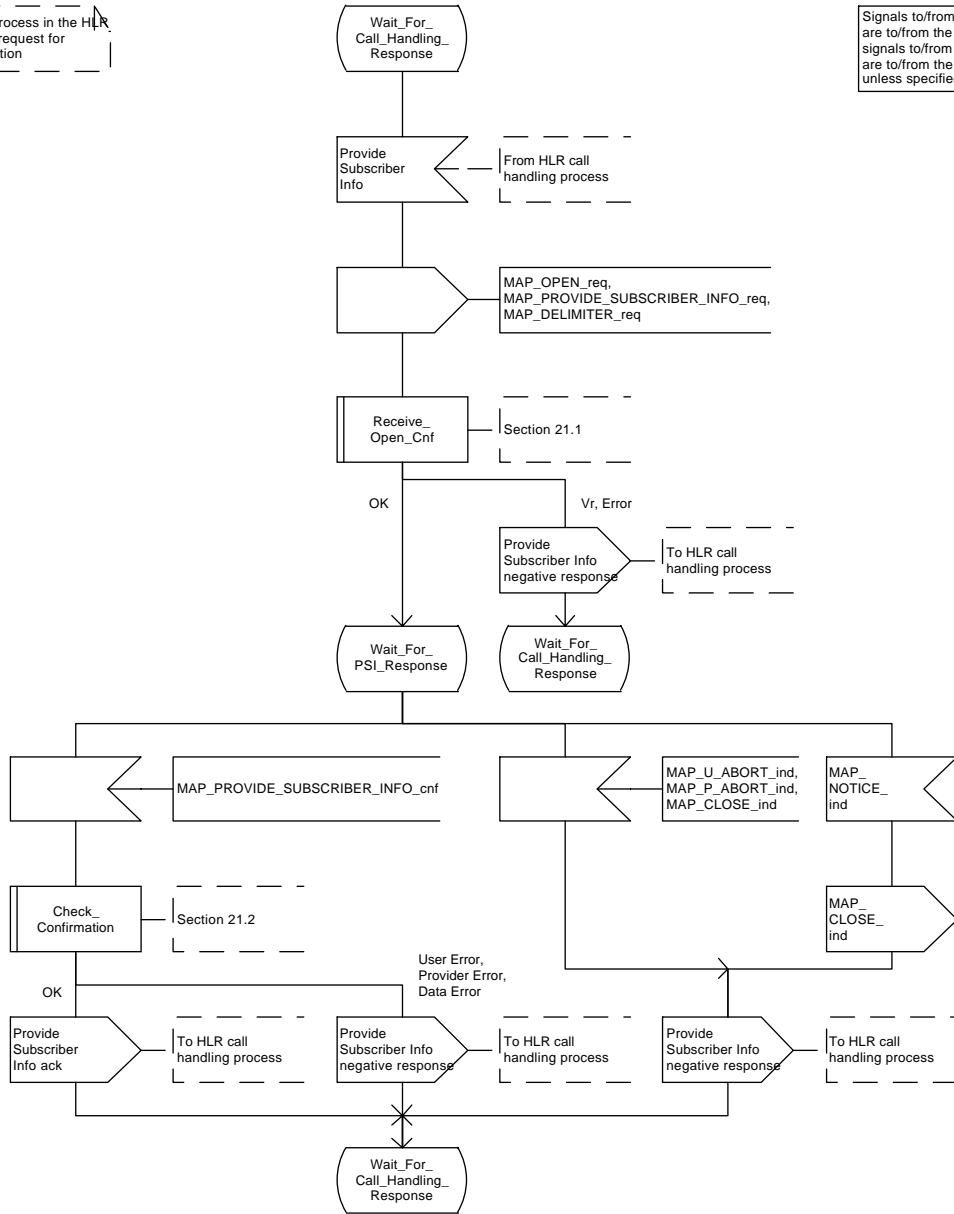 rocess in the HLR
request for
tion
Wait_For_
Call_Handling_
Response
Signals to/from
are to/from the
signals to/from
are to/from the
unless specifie
Provide
Subscriber
Info
From HLR call
handling process
MAP_OPEN_req,
MAP_PROVIDE_SUBSCRIBER_INFO_req,
MAP_DELIMITER_req
Receive_
Open_Cnf
Section 21.1
OK
Vr, Error
Provide
Subscriber Info
negative response
To HLR call
handling process
Wait_For_
PSI_Response
Wait_For_
Call_Handling_
Response
MAP_PROVIDE_SUBSCRIBER_INFO_cnf
MAP_U_ABORT_ind,
MAP_P_ABORT_ind,
MAP_CLOSE_ind
MAP_
NOTICE_
ind
Check_
Confirmation
Section 21.2
MAP_
CLOSE_
ind
OK
User Error,
Provider Error,
Data Error
Provide
Subscriber
Info ack
To HLR call
handling process
Provide
Subscriber Info
negative response
To HLR call
handling process
Provide
Subscriber Info
negative response
To HLR call
handling process
Wait_For_
Call_Handling_
Response